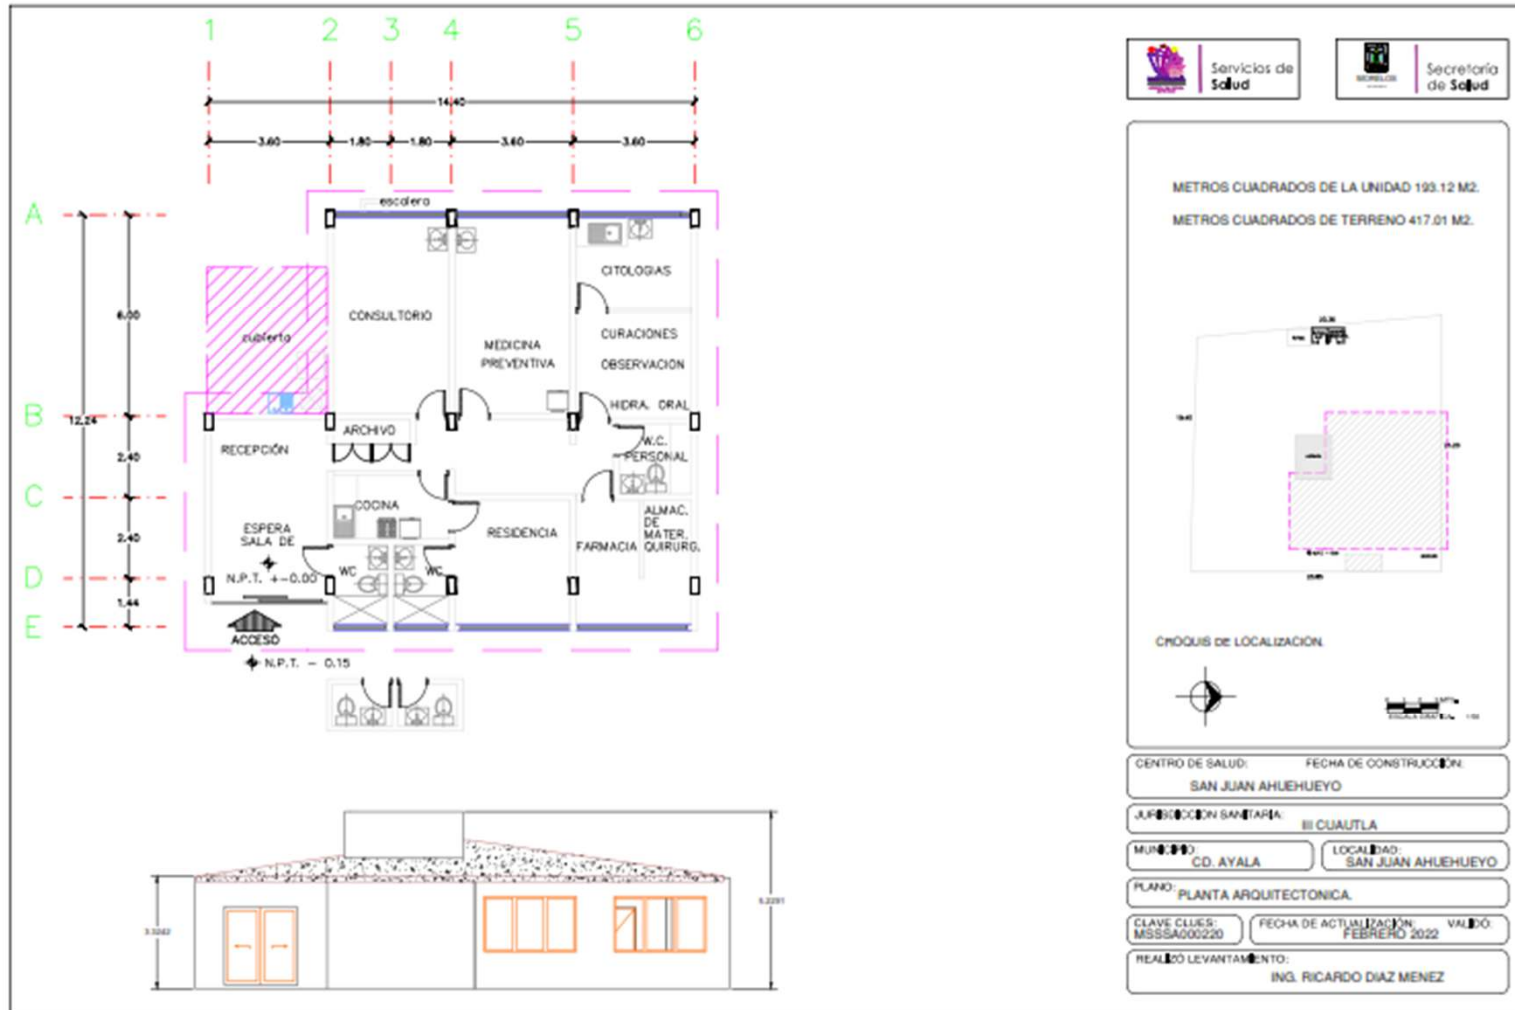 1 2 3 4 5 6
14.40
3.60 1.80 1.80 3.60 3.60
A
B
C
D
E
6.00
12.24
2.40
2.40
1.44
escalera
cubierta
CONSULTORIO
MEDICINA
PREVENTIVA
CITOLOGIAS
CURACIONES
OBSERVACION
HIDRA. ORAL
RECEPCIÓN
ARCHIVO
W.C.
PERSONAL
COCINA
ESPERA
SALA DE
N.P.T. +-0.00
WC
WC
RESIDENCIA
FARMACIA
ALMAC.
DE
MATER.
QUIRURG.
ACCESO
N.P.T. - 0.15
Servicios de
Salud
MORELOS
Secretaría
de Salud
METROS CUADRADOS DE LA UNIDAD 193.12 M2.
METROS CUADRADOS DE TERRENO 417.01 M2.
CROQUIS DE LOCALIZACIÓN.
CENTRO DE SALUD: FECHA DE CONSTRUCCIÓN:
SAN JUAN AHUEHUEYO
JURISDICCION SANITARIA:
III CUAUTLA
MUNICIPIO:
CD. AYALA
LOCALIDAD:
SAN JUAN AHUEHUEYO
PLANO:
PLANTA ARQUITECTONICA.
CLAVE CLUES:
MSSSA000220
FECHA DE ACTUALIZACIÓN: VALIDÓ:
FEBRERO 2022
REALIZÓ LEVANTAMIENTO:
ING. RICARDO DIAZ MENEZ